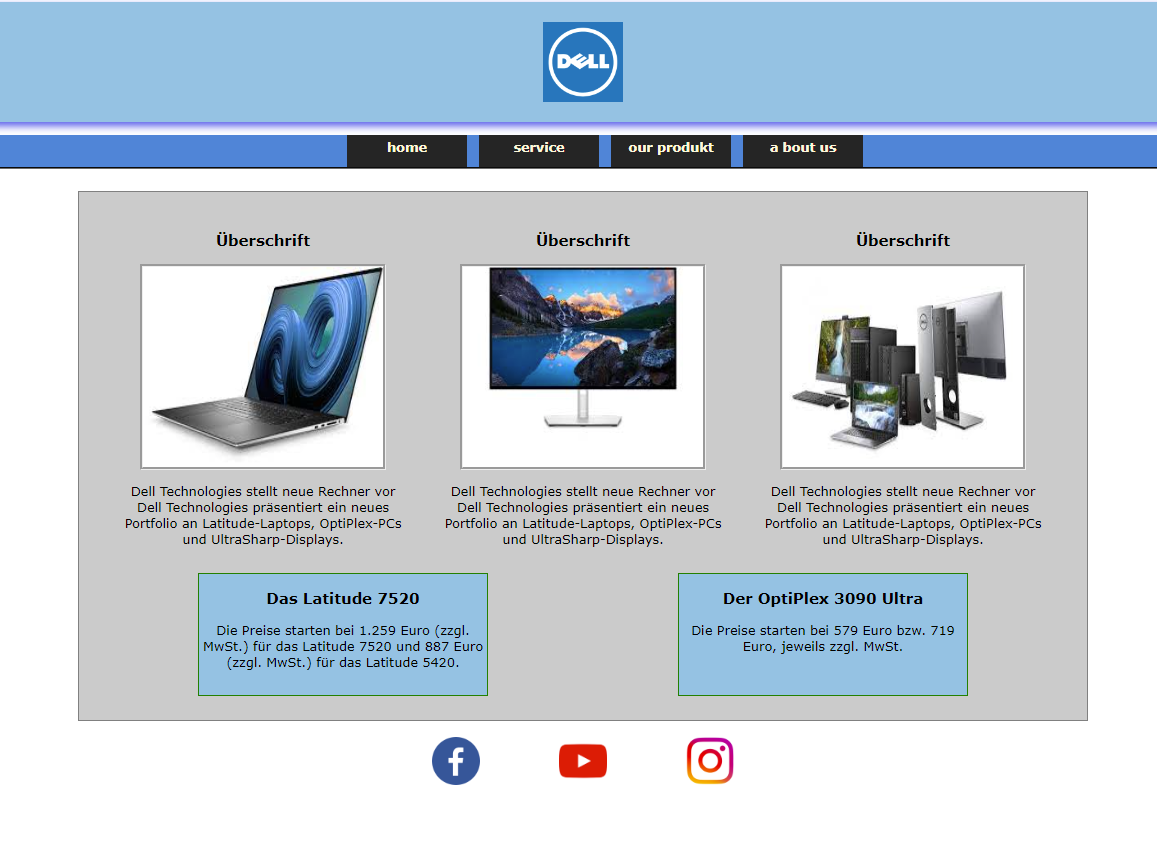 DELL
home service our produkt a bout us
Überschrift
Überschrift
Überschrift
Dell Technologies stellt neue Rechner vor
Dell Technologies präsentiert ein neues
Portfolio an Latitude-Laptops, OptiPlex-PCs
und UltraSharp-Displays.
Dell Technologies stellt neue Rechner vor
Dell Technologies präsentiert ein neues
Portfolio an Latitude-Laptops, OptiPlex-PCs
und UltraSharp-Displays.
Dell Technologies stellt neue Rechner vor
Dell Technologies präsentiert ein neues
Portfolio an Latitude-Laptops, OptiPlex-PCs
und UltraSharp-Displays.
Das Latitude 7520
Die Preise starten bei 1.259 Euro (zzgl.
MwSt.) für das Latitude 7520 und 887 Euro
(zzgl. MwSt.) für das Latitude 5420.
Der OptiPlex 3090 Ultra
Die Preise starten bei 579 Euro bzw. 719
Euro, jeweils zzgl. MwSt.